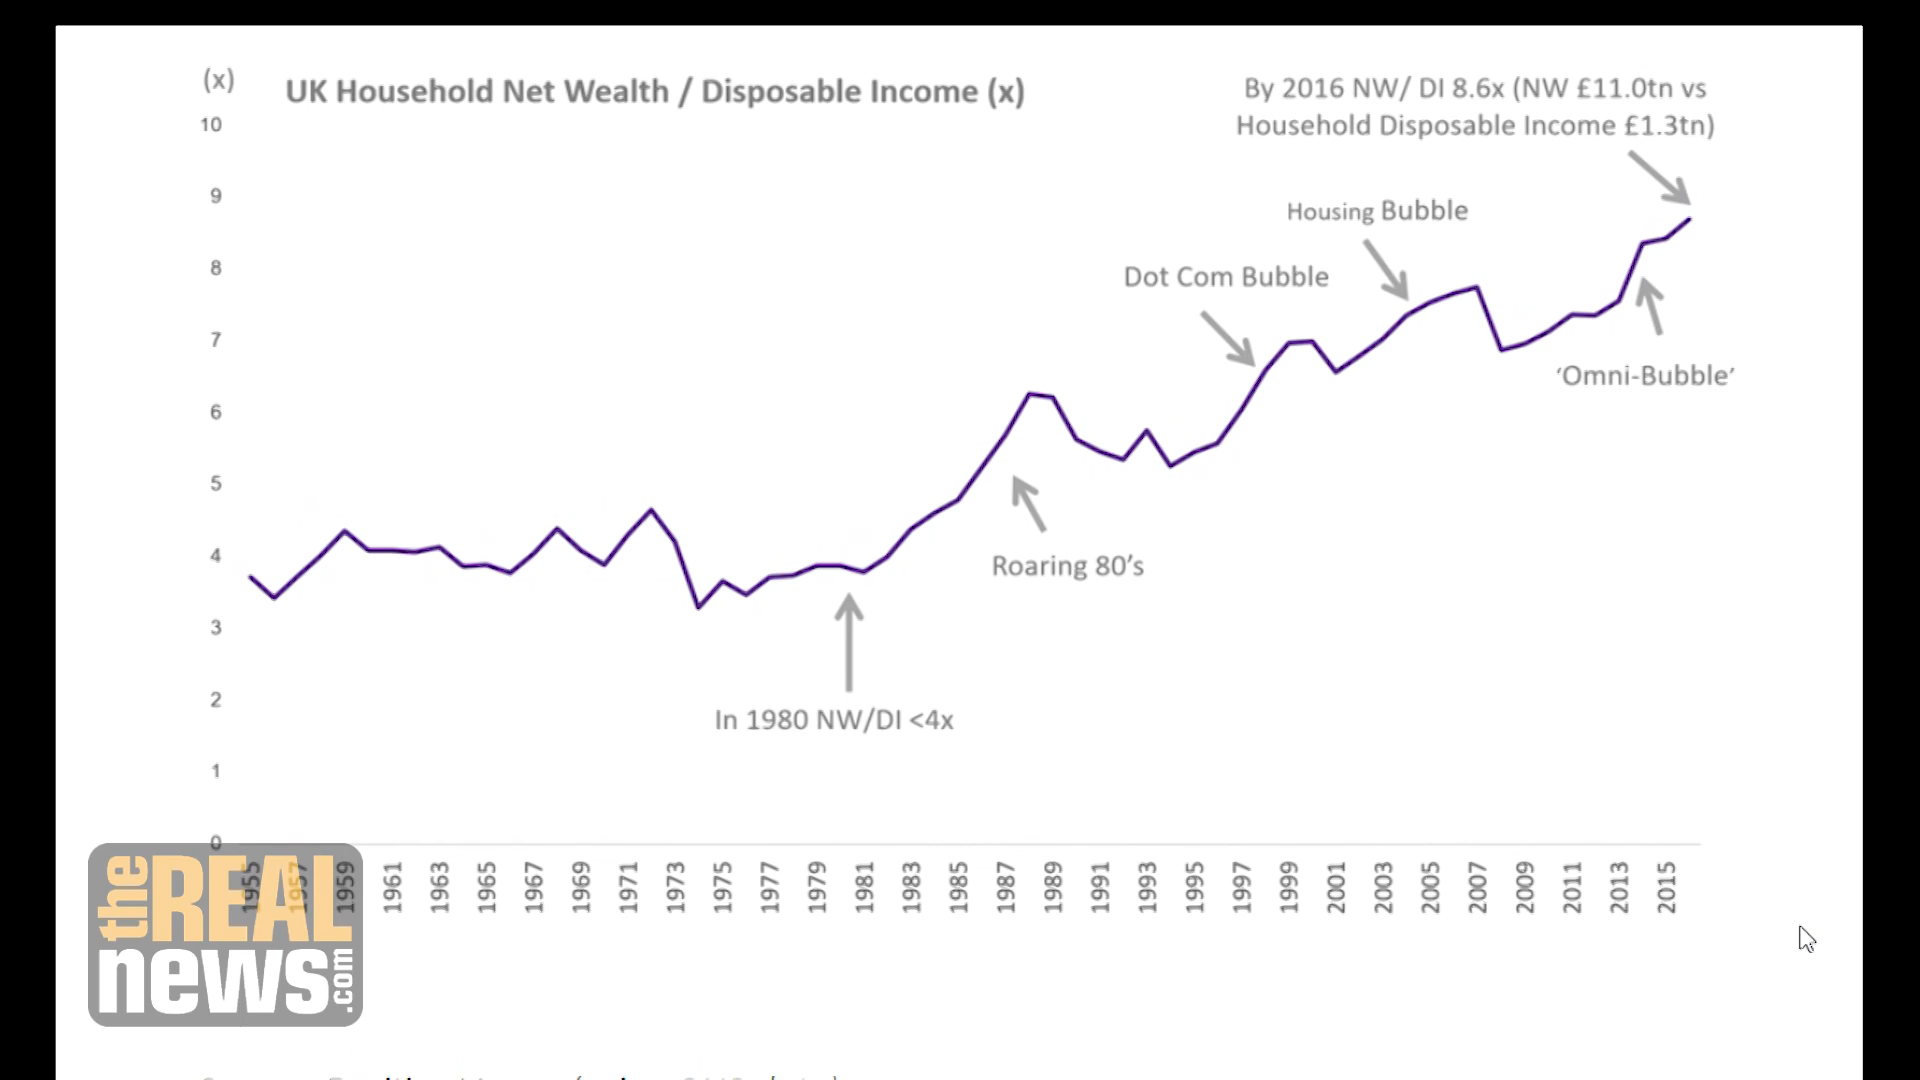 (x)
UK Household Net Wealth / Disposable Income (x)
By 2016 NW/ DI 8.6x (NW £11.0tn vs
Household Disposable Income £1.3tn)
10
9
Housing Bubble
8
Dot Com Bubble
7
'Omni-Bubble'
6
5
Roaring 80's
4
3
2
In 1980 NW/DI <4x
1
0
1955 1957 1959 1961 1963 1965 1967 1969 1971 1973 1975 1977 1979 1981 1983 1985 1987 1989 1991 1993 1995 1997 1999 2001 2003 2005 2007 2009 2011 2013 2015
the REAL
news.com